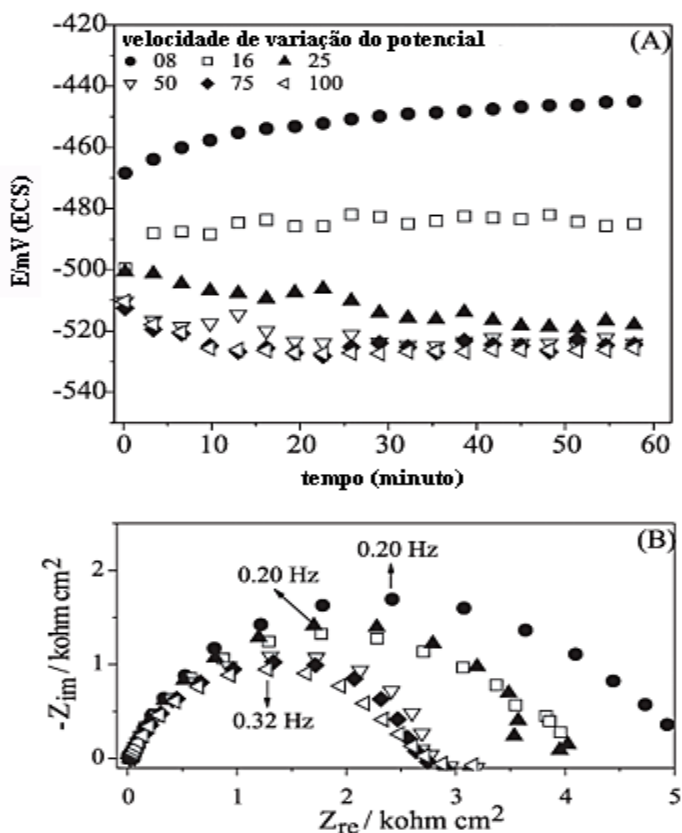 (A)
velocidade de variação do potencial
08 16 25
50 75 100
-420
-440
-460
-480
-500
-520
-540
E/mV (ECS)
0 10 20 30 40 50 60
tempo (minuto)
(B)
0.20 Hz
0.20 Hz
0.32 Hz
2
1
0
-Zim / kohm cm²
0 1 2 3 4 5
Zre / kohm cm²